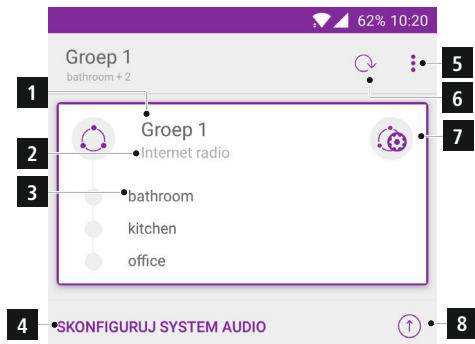 62% 10:20
Groep 1
bathroom + 2
5
6
1
Groep 1
7
2
Internet radio
3
bathroom
kitchen
office
4
SKONFIGURUJ SYSTEM AUDIO
8